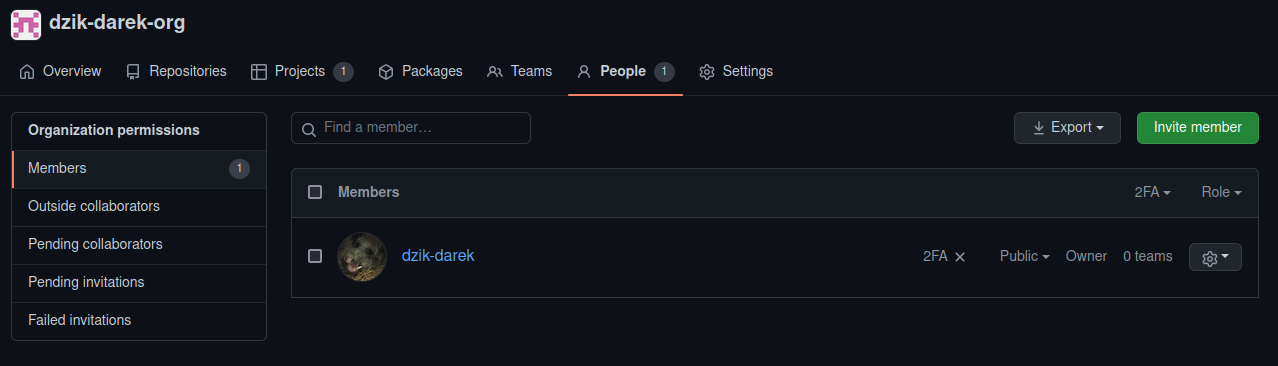 dzik-darek-org
Overview Repositories Projects 1 Packages Teams People 1 Settings
Organization permissions
Members 1
Outside collaborators
Pending collaborators
Pending invitations
Failed invitations
Find a member…
Export Invite member
Members 2FA Role
dzik-darek 2FA Public Owner 0 teams